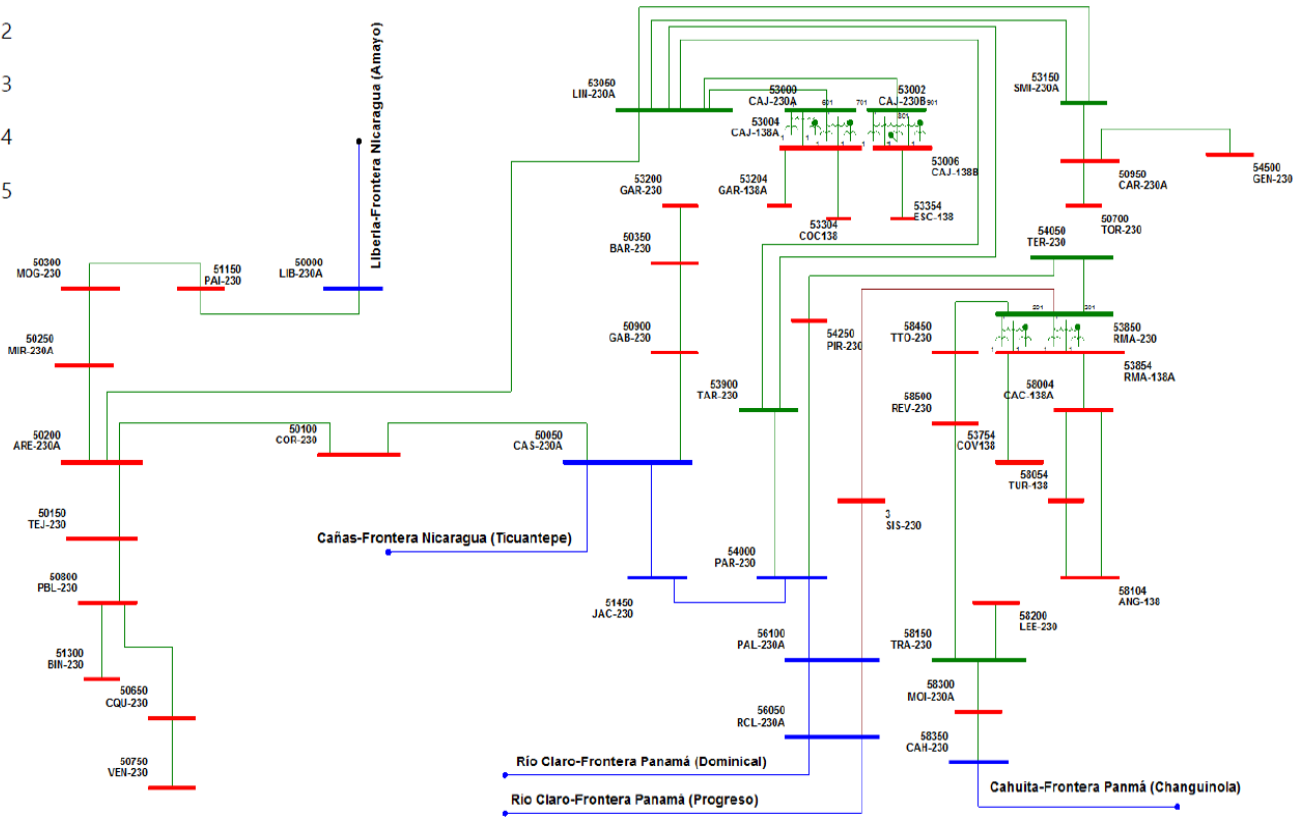 2
3
4
5
Liberia-Frontera Nicaragua (Amayo)
53050
LIN-230A
53000
CAJ-230A
601
701
53002
CAJ-230B
901
801
53004
CAJ-138A
53006
CAJ-138B
53150
SMI-230A
50950
CAR-230A
54500
GEN-230
50700
TOR-230
53200
GAR-230
53204
GAR-138A
53304
COC138
53354
ESC-138
50350
BAR-230
54050
TER-230
50300
MOG-230
51150
PAI-230
50000
LIB-230A
50250
MIR-230A
50900
GAB-230
54250
PIR-230
58450
TTO-230
201
301
53850
RMA-230
53854
RMA-138A
53900
TAR-230
58500
REV-230
58004
CAC-138A
53754
COV138
58054
TUR-138
50200
ARE-230A
50100
COR-230
50050
CAS-230A
50150
TEJ-230
Cañas-Frontera Nicaragua (Ticuantepe)
3
SIS-230
54000
PAR-230
50800
PBL-230
51450
JAC-230
58104
ANG-138
58200
LEE-230
51300
BIN-230
56100
PAL-230A
58150
TRA-230
50650
CQU-230
58300
MOI-230A
56050
RCL-230A
58350
CAH-230
50750
VEN-230
Río Claro-Frontera Panamá (Dominical)
Río Claro-Frontera Panamá (Progreso)
Cahuita-Frontera Panmá (Changuinola)